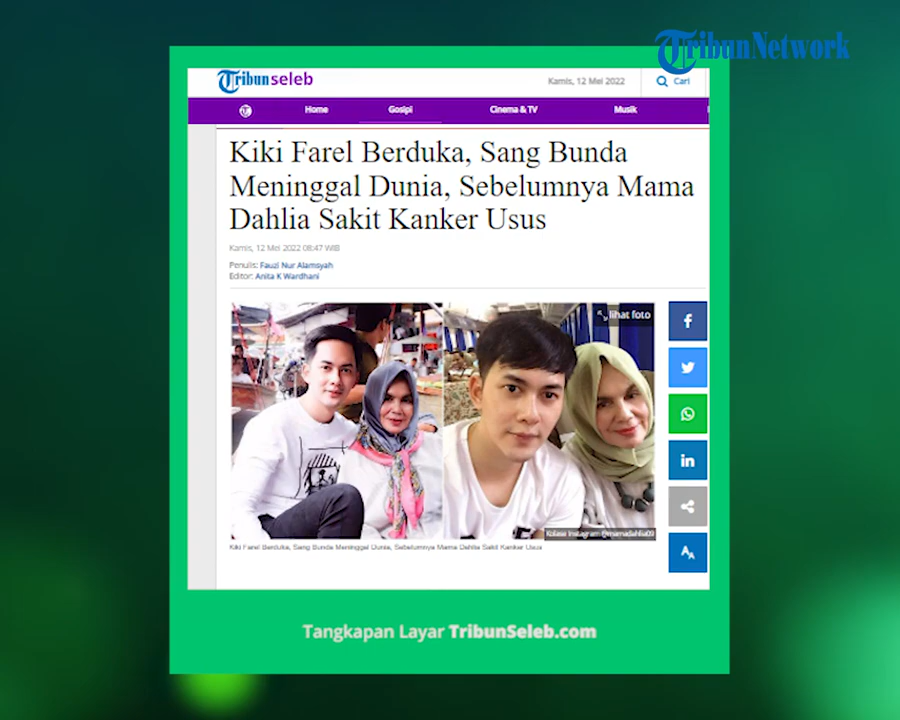 TribunNetwork
Tribunseleb
Kamis, 12 Mei 2022
Cari
Home
Gosipi
Cinema & TV
Musik
Kiki Farel Berduka, Sang Bunda
Meninggal Dunia, Sebelumnya Mama
Dahlia Sakit Kanker Usus
Kamis, 12 Mei 2022 08:47 WIB
Penulis: Fauzi Nur Alamsyah
Editor: Anita K Wardhani
lihat foto
Kolase Instagram @mamadahlia09
Kiki Farel Berduka, Sang Bunda Meninggal Dunia, Sebelumnya Mama Dahlia Sakit Kanker Usus
Tangkapan Layar TribunSeleb.com